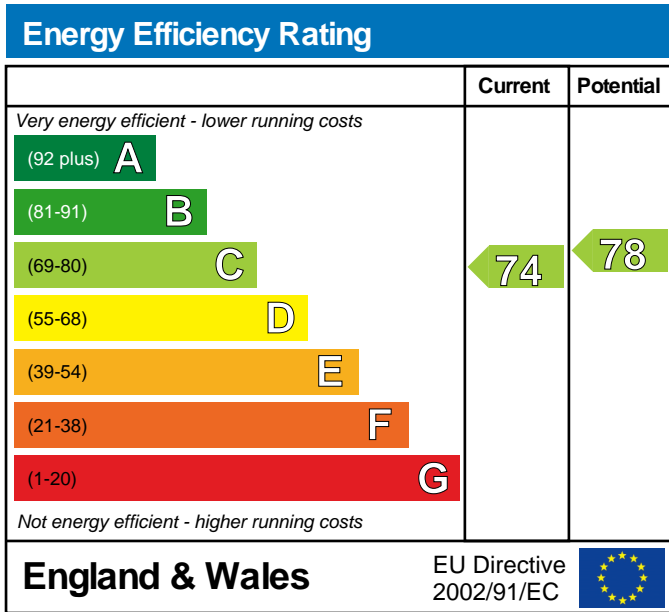 Energy Efficiency Rating
Current Potential
Very energy efficient - lower running costs
(92 plus) A
(81-91) B
(69-80) C
74 78
(55-68) D
(39-54) E
(21-38) F
(1-20) G
Not energy efficient - higher running costs
England & Wales
EU Directive
2002/91/EC